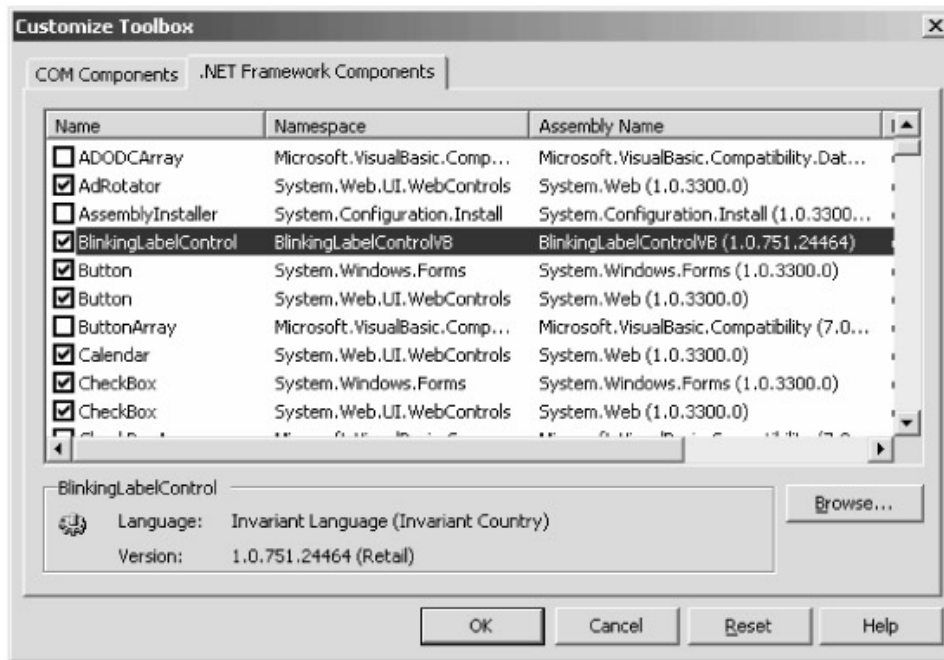 Customize Toolbox
COM Components .NET Framework Components
Name Namespace Assembly Name
ADODCArray Microsoft.VisualBasic.Comp... Microsoft.VisualBasic.Compatibility.Dat...
AdRotator System.Web.UI.WebControls System.Web (1.0.3300.0)
AssemblyInstaller System.Configuration.Install System.Configuration.Install (1.0.3300...
BlinkingLabelControl BlinkingLabelControlVB BlinkingLabelControlVB (1.0.751.24464)
Button System.Windows.Forms System.Windows.Forms (1.0.3300.0)
Button System.Web.UI.WebControls System.Web (1.0.3300.0)
ButtonArray Microsoft.VisualBasic.Comp... Microsoft.VisualBasic.Compatibility (7.0...
Calendar System.Web.UI.WebControls System.Web (1.0.3300.0)
CheckBox System.Windows.Forms System.Windows.Forms (1.0.3300.0)
CheckBox System.Web.UI.WebControls System.Web (1.0.3300.0)
BlinkingLabelControl
Language: Invariant Language (Invariant Country)
Version: 1.0.751.24464 (Retail)
Browse...
OK Cancel Reset Help